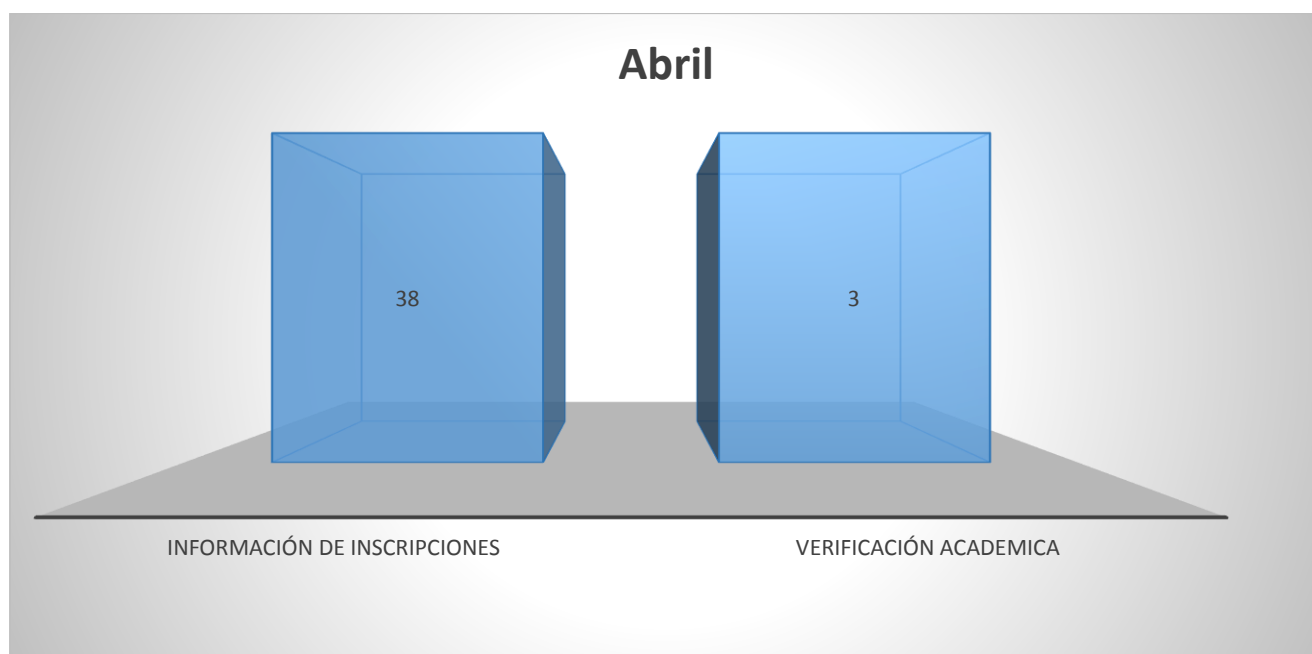 Abril
38
3
INFORMACIÓN DE INSCRIPCIONES
VERIFICACIÓN ACADEMICA